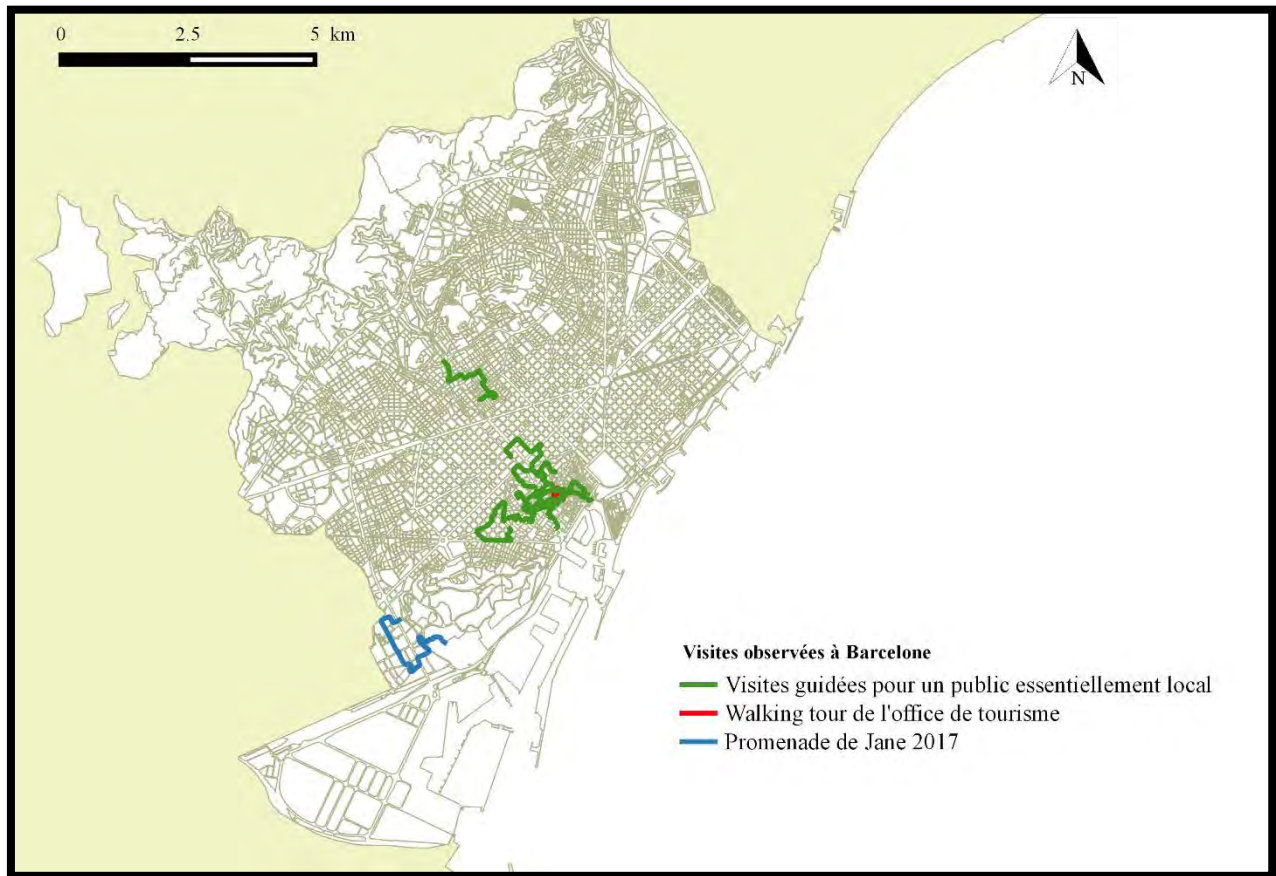 0 2.5 5 km
N
Visites observées à Barcelone
Visites guidées pour un public essentiellement local
Walking tour de l'office de tourisme
Promenade de Jane 2017